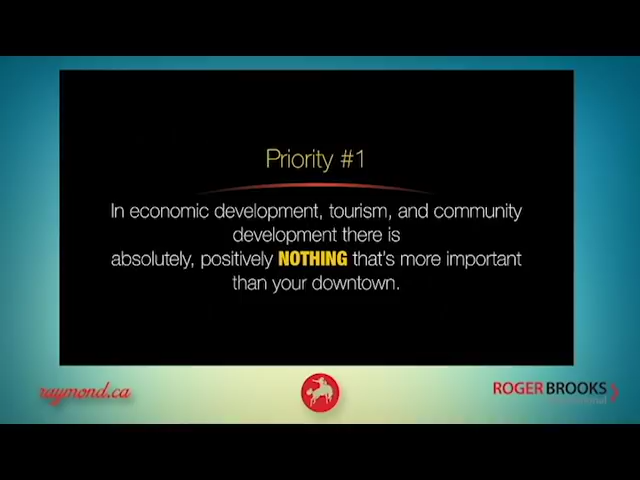 Priority #1
In economic development, tourism, and community
development there is
absolutely, positively NOTHING that's more important
than your downtown.
raymond.ca
ROGER BROOKS